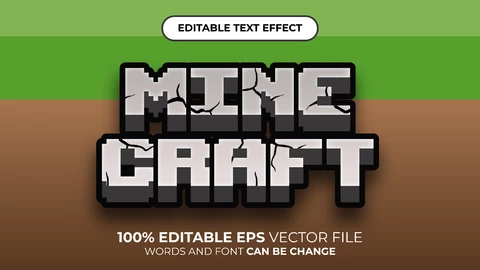 EDITABLE TEXT EFFECT
MINE
CRAFT
100% EDITABLE EPS VECTOR FILE
WORDS AND FONT CAN BE CHANGE